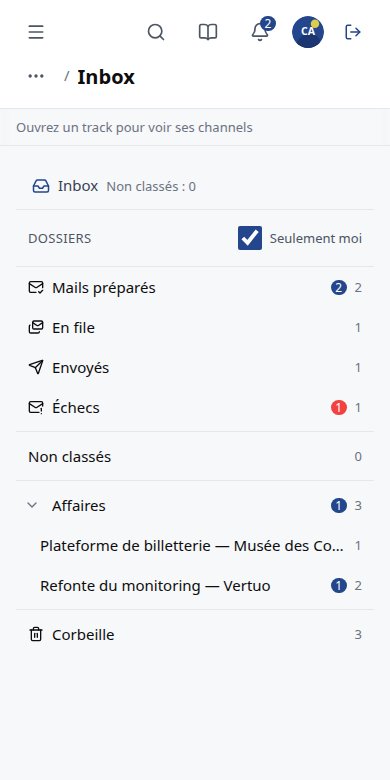 2
CA
/ Inbox
Ouvrez un track pour voir ses channels
Inbox Non classés : 0
DOSSIERS Seulement moi
Mails préparés 2 2
En file 1
Envoyés 1
Échecs 1 1
Non classés 0
Affaires 1 3
Plateforme de billetterie — Musée des Co... 1
Refonte du monitoring — Vertuo 1 2
Corbeille 3